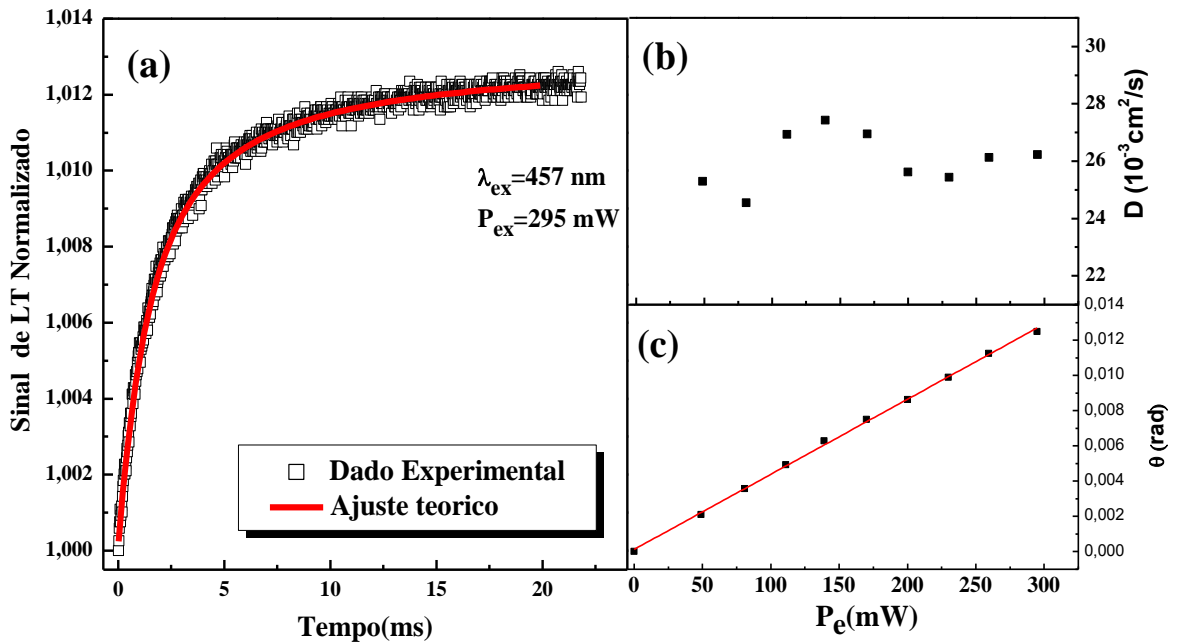 (a)
Sinal de LT Normalizado
1,014
1,012
1,010
1,008
1,006
1,004
1,002
1,000
λex=457 nm
Pex=295 mW
Dado Experimental
Ajuste teorico
0
5
10
15
20
Tempo(ms)
(b)
30
28
26
24
22
D (10⁻³cm²/s)
(c)
0,014
0,012
0,010
0,008
0,006
0,004
0,002
0,000
θ (rad)
0
50
100
150
200
250
300
Pe(mW)